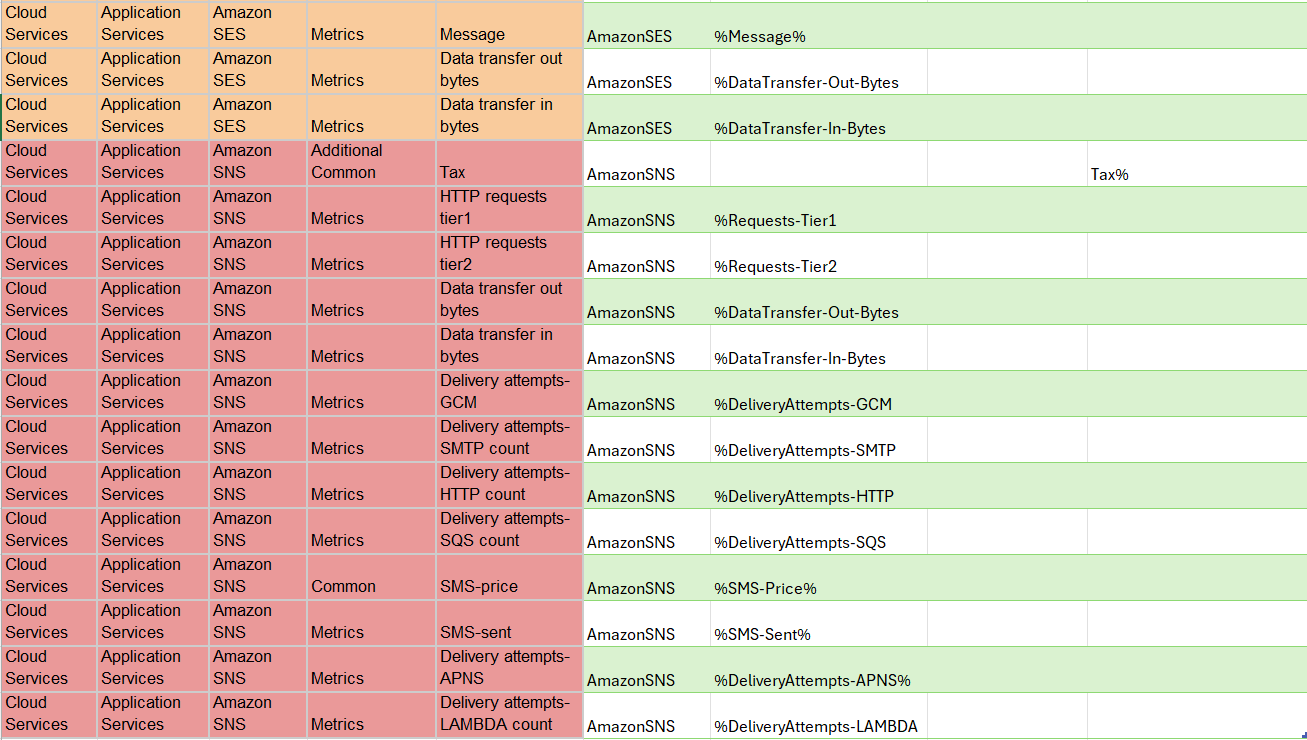 Cloud Services Application Services Amazon SES Metrics Message AmazonSES %Message%
Cloud Services Application Services Amazon SES Metrics Data transfer out bytes AmazonSES %DataTransfer-Out-Bytes
Cloud Services Application Services Amazon SES Metrics Data transfer in bytes AmazonSES %DataTransfer-In-Bytes
Cloud Services Application Services Amazon SNS Additional Common Tax AmazonSNS Tax%
Cloud Services Application Services Amazon SNS Metrics HTTP requests tier1 AmazonSNS %Requests-Tier1
Cloud Services Application Services Amazon SNS Metrics HTTP requests tier2 AmazonSNS %Requests-Tier2
Cloud Services Application Services Amazon SNS Metrics Data transfer out bytes AmazonSNS %DataTransfer-Out-Bytes
Cloud Services Application Services Amazon SNS Metrics Data transfer in bytes AmazonSNS %DataTransfer-In-Bytes
Cloud Services Application Services Amazon SNS Metrics Delivery attempts-GCM AmazonSNS %DeliveryAttempts-GCM
Cloud Services Application Services Amazon SNS Metrics Delivery attempts-SMTP count AmazonSNS %DeliveryAttempts-SMTP
Cloud Services Application Services Amazon SNS Metrics Delivery attempts-HTTP count AmazonSNS %DeliveryAttempts-HTTP
Cloud Services Application Services Amazon SNS Metrics Delivery attempts-SQS count AmazonSNS %DeliveryAttempts-SQS
Cloud Services Application Services Amazon SNS Common SMS-price AmazonSNS %SMS-Price%
Cloud Services Application Services Amazon SNS Metrics SMS-sent AmazonSNS %SMS-Sent%
Cloud Services Application Services Amazon SNS Metrics Delivery attempts-APNS AmazonSNS %DeliveryAttempts-APNS%
Cloud Services Application Services Amazon SNS Metrics Delivery attempts-LAMBDA count AmazonSNS %DeliveryAttempts-LAMBDA